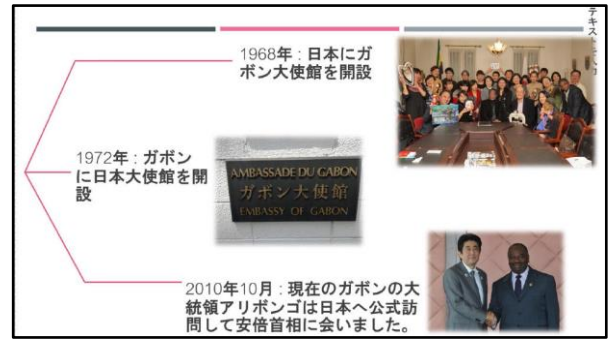 1968年 : 日本にガ
ボン大使館を開設
1972年 : ガボン
に日本大使館を開
設
AMBASSADE DU GABON
ガボン大使館
EMBASSY OF GABON
2010年10月 : 現在のガボンの大
統領アリボンゴは日本へ公式訪
問して安倍首相に会いました。
テキス